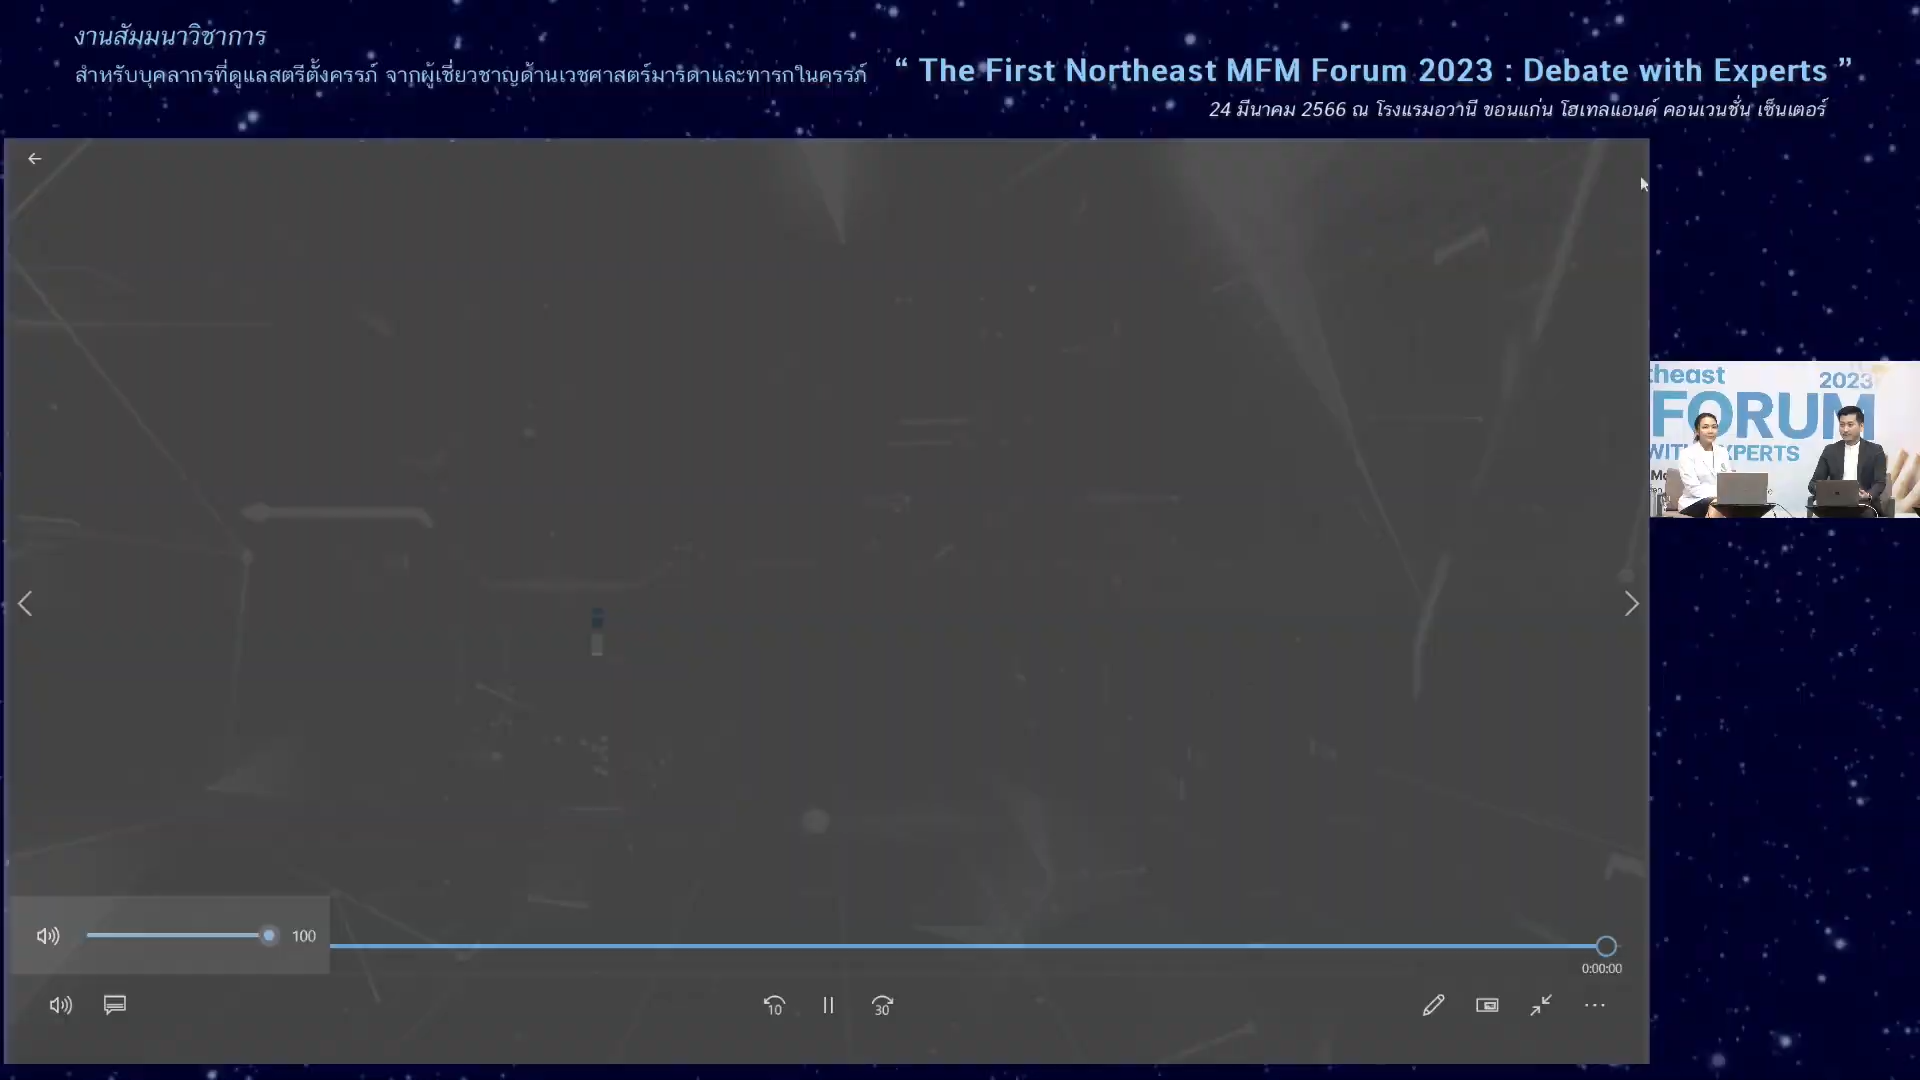 งานสัมมนาวิชาการ
สำหรับบุคลากรที่ดูแลสตรีตั้งครรภ์ จากผู้เชี่ยวชาญด้านเวชศาสตร์มารดาและทารกในครรภ์
“ The First Northeast MFM Forum 2023 : Debate with Experts ”
24 มีนาคม 2566 ณ โรงแรมอวานี ขอนแก่น โฮเทลแอนด์ คอนเวนชั่น เซ็นเตอร์
theast 2023
FORUM
XPERTS
100
0:00:00
10
30